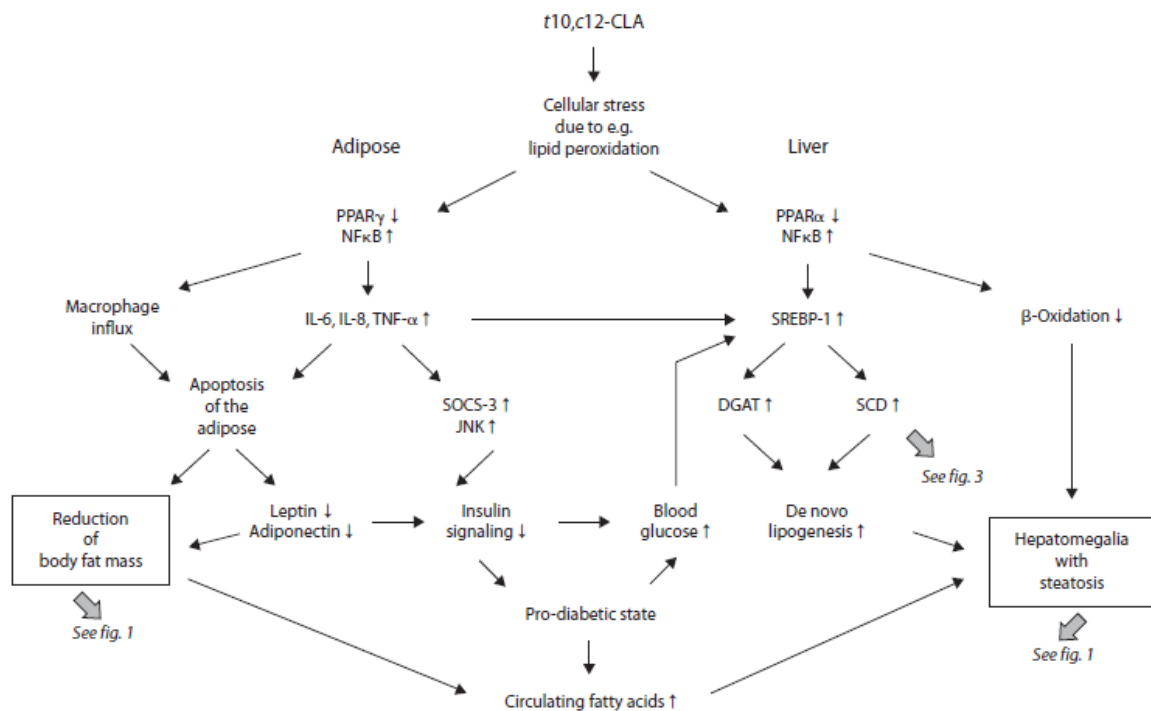 t10,c12-CLA
Cellular stress
due to e.g.
lipid peroxidation
Adipose
Liver
PPARγ ↓
NFκB ↑
PPARα ↓
NFκB ↑
Macrophage
influx
IL-6, IL-8, TNF-α ↑
SREBP-1 ↑
β-Oxidation ↓
Apoptosis
of the
adipose
SOCS-3 ↑
JNK ↑
DGAT ↑
SCD ↑
See fig. 3
Reduction
of
body fat mass
Leptin ↓
Adiponectin ↓
Insulin
signaling ↓
Blood
glucose ↑
De novo
lipogenesis ↑
Hepatomegalia
with
steatosis
See fig. 1
Pro-diabetic state
See fig. 1
Circulating fatty acids ↑